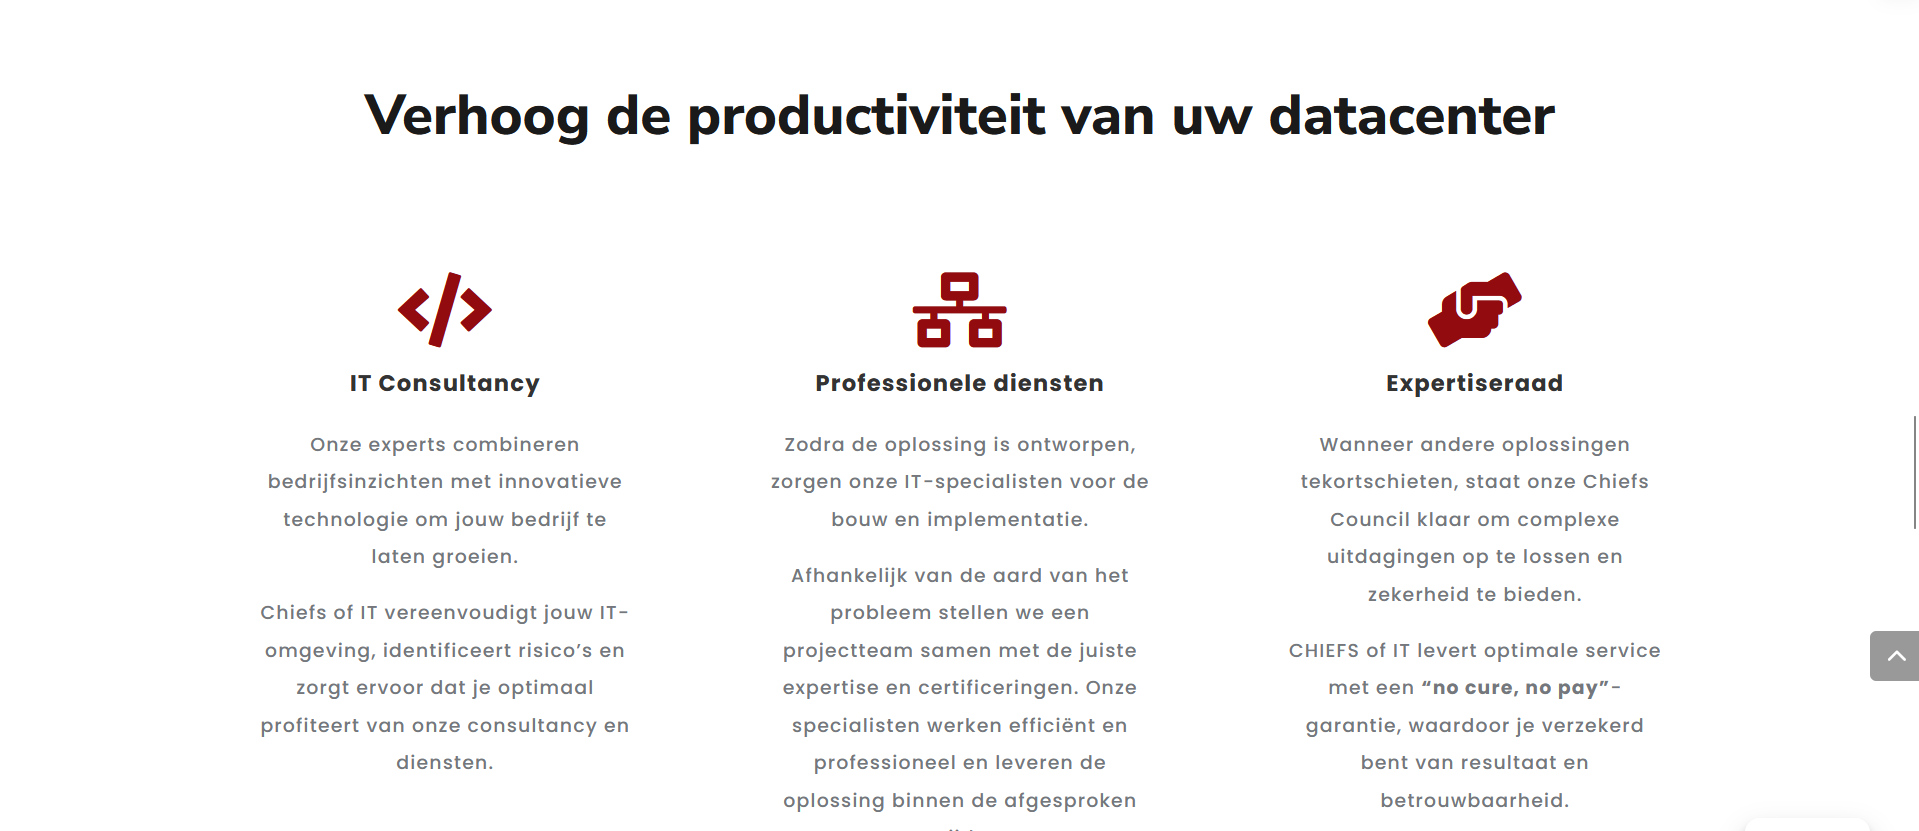 Verhoog de productiviteit van uw datacenter
IT Consultancy
Onze experts combineren
bedrijfsinzichten met innovatieve
technologie om jouw bedrijf te
laten groeien.
Chiefs of IT vereenvoudigt jouw IT-
omgeving, identificeert risico’s en
zorgt ervoor dat je optimaal
profiteert van onze consultancy en
diensten.
Professionele diensten
Zodra de oplossing is ontworpen,
zorgen onze IT-specialisten voor de
bouw en implementatie.
Afhankelijk van de aard van het
probleem stellen we een
projectteam samen met de juiste
expertise en certificeringen. Onze
specialisten werken efficiënt en
professioneel en leveren de
oplossing binnen de afgesproken
Expertiseraad
Wanneer andere oplossingen
tekortschieten, staat onze Chiefs
Council klaar om complexe
uitdagingen op te lossen en
zekerheid te bieden.
CHIEFS of IT levert optimale service
met een “no cure, no pay”-
garantie, waardoor je verzekerd
bent van resultaat en
betrouwbaarheid.